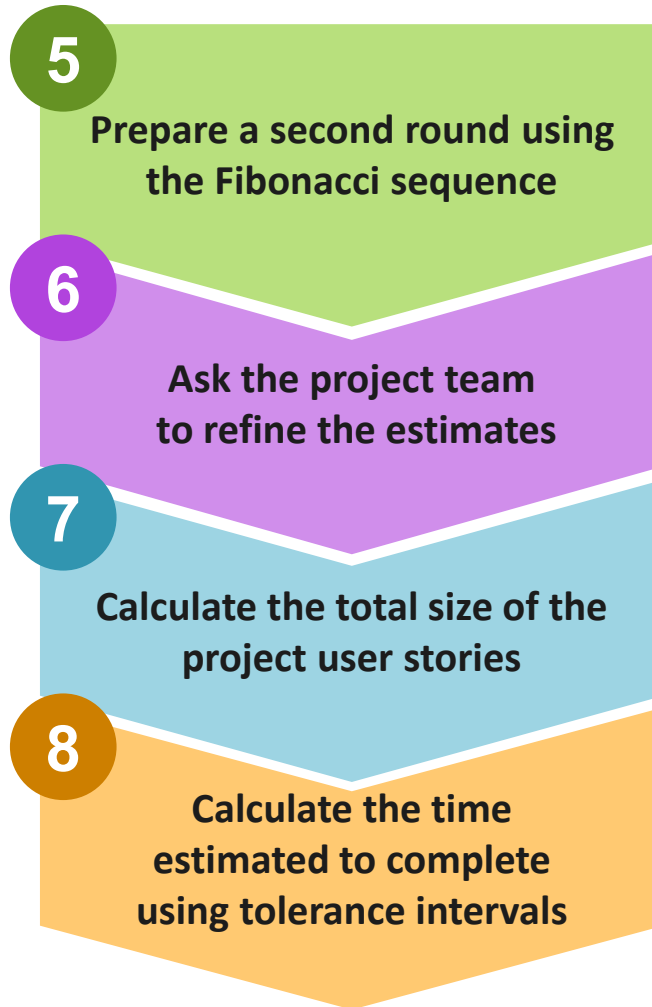 5
Prepare a second round using
the Fibonacci sequence
6
Ask the project team
to refine the estimates
7
Calculate the total size of the
project user stories
8
Calculate the time
estimated to complete
using tolerance intervals